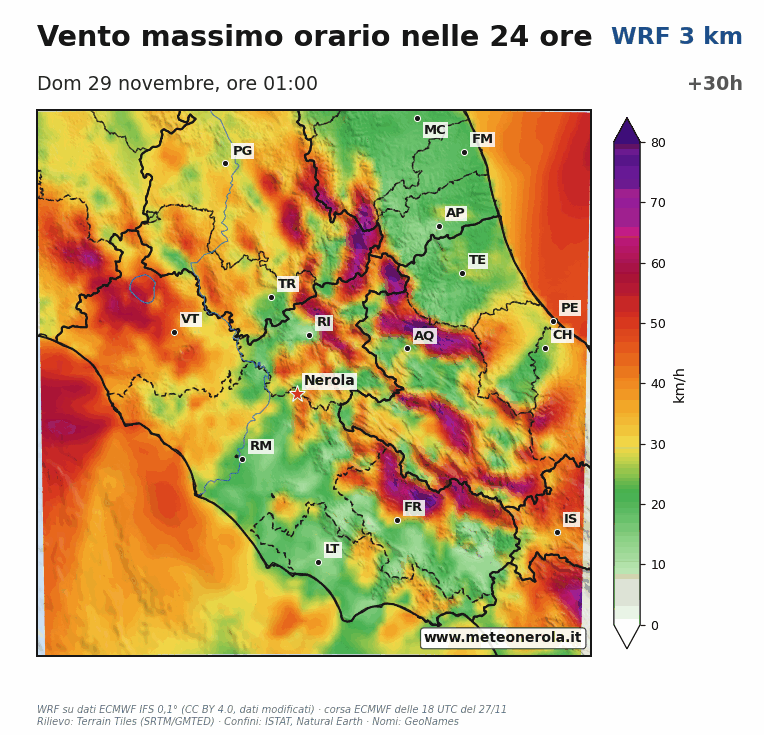 Vento massimo orario nelle 24 ore WRF 3 km
Dom 29 novembre, ore 01:00 +30h
MC
FM
PG
AP
TE
TR
PE
VT
RI
AQ
CH
Nerola
RM
FR
IS
LT
www.meteonerola.it
80
70
60
50
40
30
20
10
0
km/h
WRF su dati ECMWF IFS 0,1° (CC BY 4.0, dati modificati) · corsa ECMWF delle 18 UTC del 27/11
Rilievo: Terrain Tiles (SRTM/GMTED) · Confini: ISTAT, Natural Earth · Nomi: GeoNames